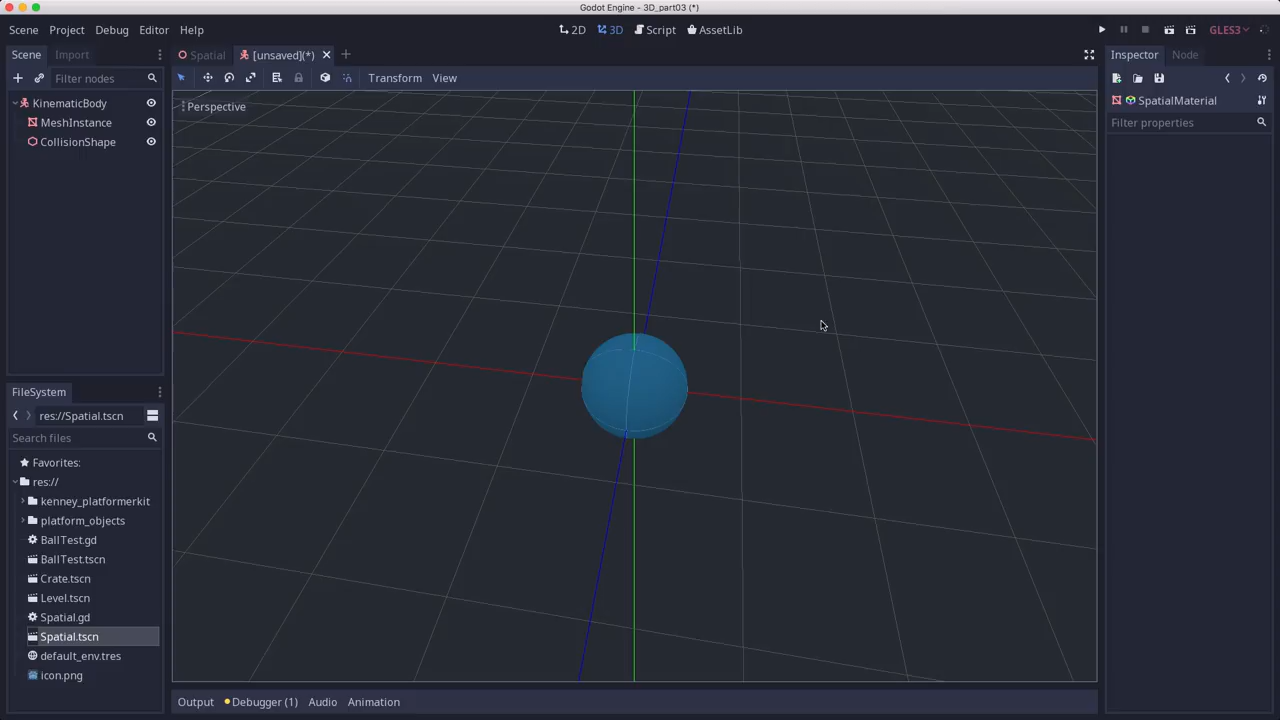 Godot Engine - 3D_part03 (*)
Scene Project Debug Editor Help
2D 3D Script AssetLib
GLES3
Scene Import
Spatial [unsaved](*)
Inspector Node
Filter nodes
Transform View
KinematicBody
MeshInstance
CollisionShape
Perspective
SpatialMaterial
Filter properties
FileSystem
res://Spatial.tscn
Search files
Favorites:
res://
kenney_platformerkit
platform_objects
BallTest.gd
BallTest.tscn
Crate.tscn
Level.tscn
Spatial.gd
Spatial.tscn
default_env.tres
icon.png
Output Debugger (1) Audio Animation